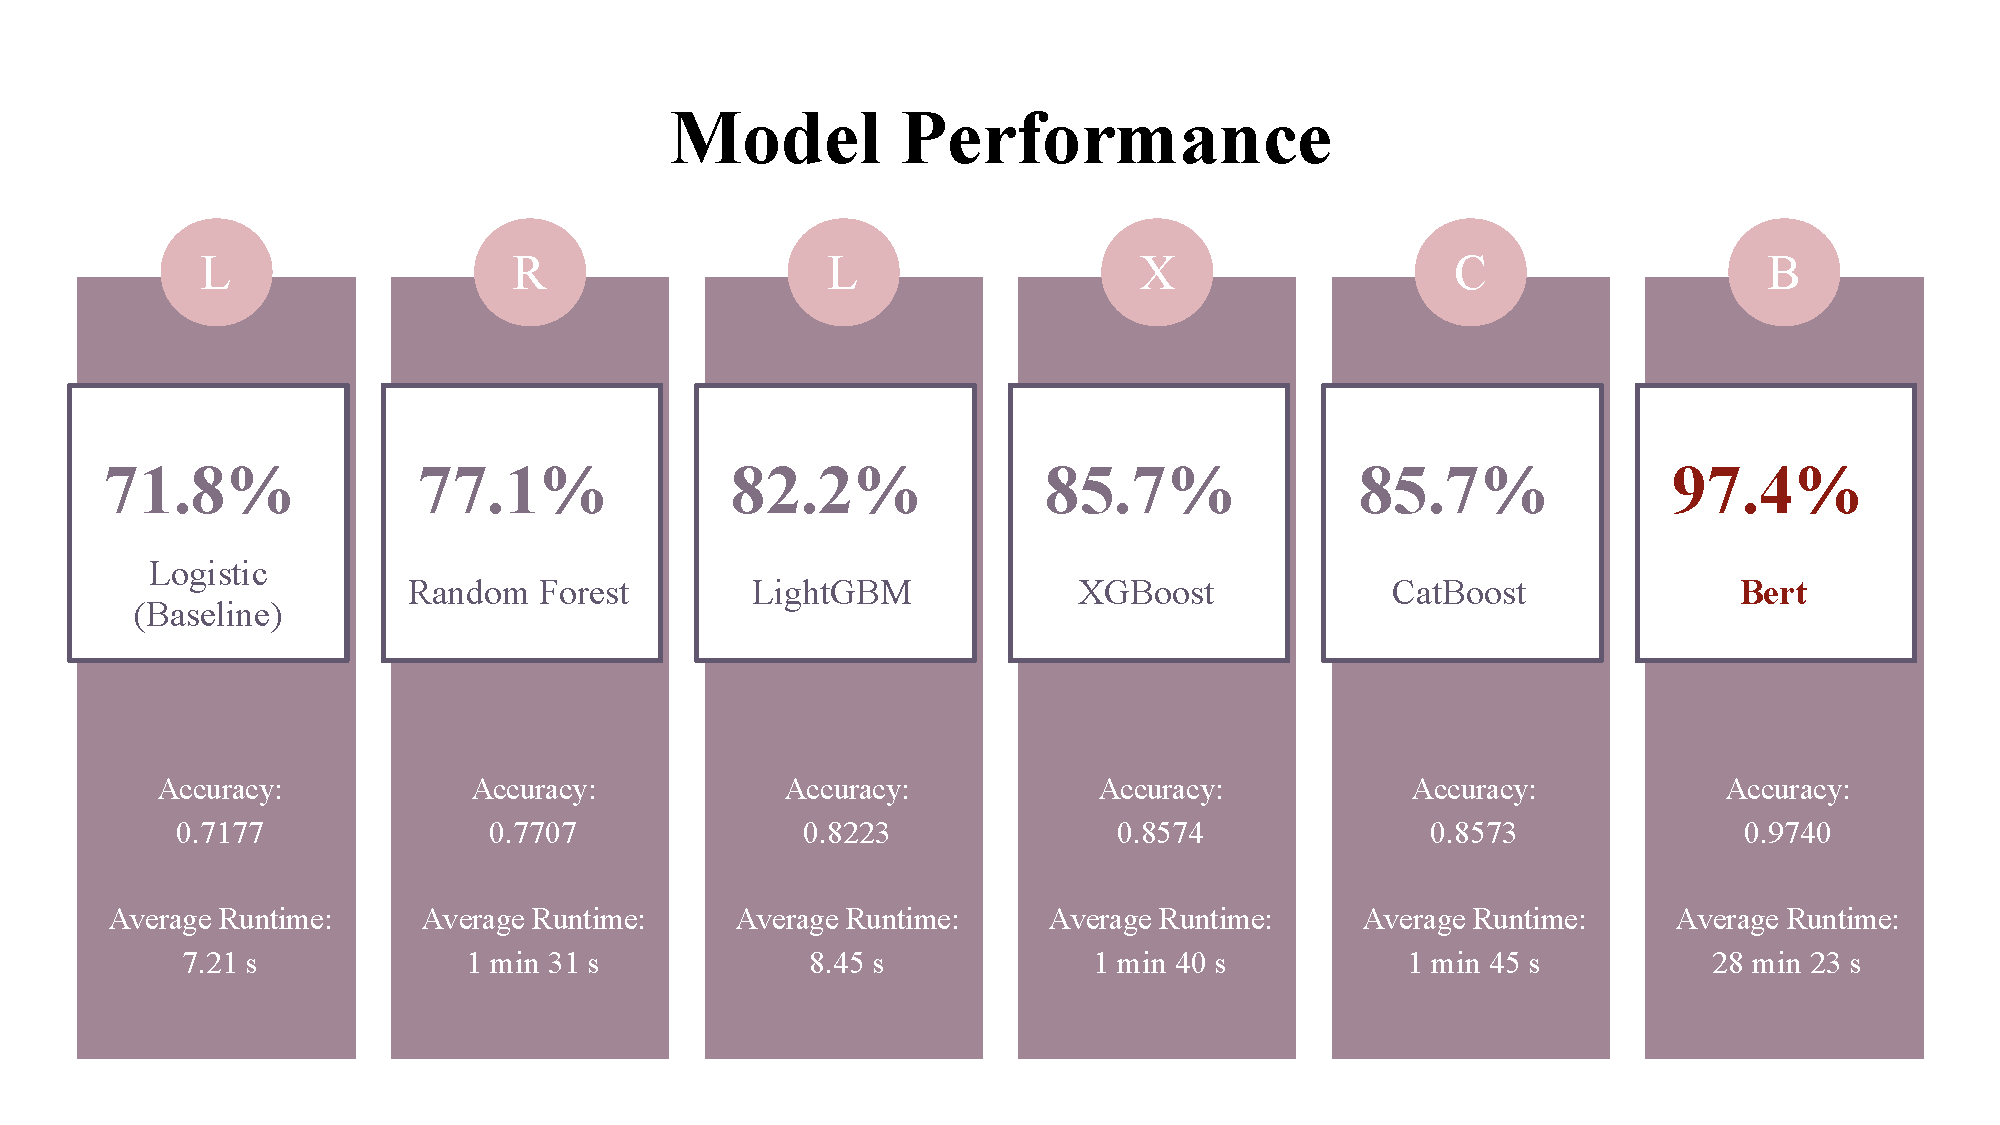 Model Performance
L
71.8%
Logistic
(Baseline)
Accuracy:
0.7177
Average Runtime:
7.21 s
R
77.1%
Random Forest
Accuracy:
0.7707
Average Runtime:
1 min 31 s
L
82.2%
LightGBM
Accuracy:
0.8223
Average Runtime:
8.45 s
X
85.7%
XGBoost
Accuracy:
0.8574
Average Runtime:
1 min 40 s
C
85.7%
CatBoost
Accuracy:
0.8573
Average Runtime:
1 min 45 s
B
97.4%
Bert
Accuracy:
0.9740
Average Runtime:
28 min 23 s